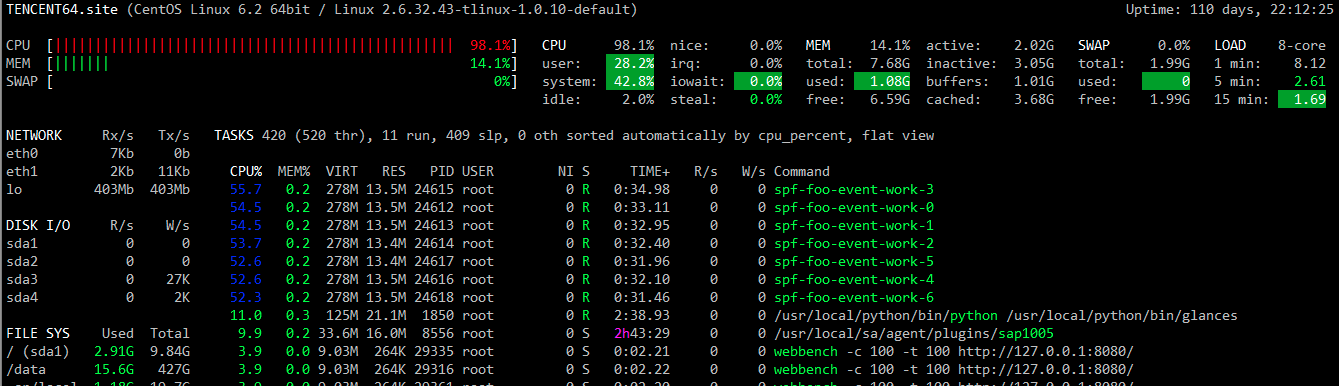 TENCENT64.site (CentOS Linux 6.2 64bit / Linux 2.6.32.43-tlinux-1.0.10-default) Uptime: 110 days, 22:12:25
CPU [|||||||||||||||||||||||||||||||||||||||||||||||||| 98.1%] CPU 98.1% nice: 0.0% MEM 14.1% active: 2.02G SWAP 0.0% LOAD 8-core
MEM [||||||| 14.1%] user: 28.2% irq: 0.0% total: 7.68G inactive: 3.05G total: 1.99G 1 min: 8.12
SWAP [ 0%] system: 42.8% iowait: 0.0% used: 1.08G buffers: 1.01G used: 0 5 min: 2.61
idle: 2.0% steal: 0.0% free: 6.59G cached: 3.68G free: 1.99G 15 min: 1.69
NETWORK Rx/s Tx/s TASKS 420 (520 thr), 11 run, 409 slp, 0 oth sorted automatically by cpu_percent, flat view
eth0 7Kb 0b
eth1 2Kb 11Kb CPU% MEM% VIRT RES PID USER NI S TIME+ R/s W/s Command
lo 403Mb 403Mb 55.7 0.2 278M 13.5M 24615 root 0 R 0:34.98 0 0 spf-foo-event-work-3
54.5 0.2 278M 13.5M 24612 root 0 R 0:33.11 0 0 spf-foo-event-work-0
DISK I/O R/s W/s 54.5 0.2 278M 13.5M 24613 root 0 R 0:32.95 0 0 spf-foo-event-work-1
sda1 0 0 53.7 0.2 278M 13.4M 24614 root 0 R 0:32.40 0 0 spf-foo-event-work-2
sda2 0 0 52.6 0.2 278M 13.4M 24617 root 0 R 0:31.96 0 0 spf-foo-event-work-5
sda3 0 27K 52.6 0.2 278M 13.5M 24616 root 0 R 0:32.10 0 0 spf-foo-event-work-4
sda4 0 2K 52.3 0.2 278M 13.5M 24618 root 0 R 0:31.46 0 0 spf-foo-event-work-6
11.0 0.3 125M 21.1M 1850 root 0 R 2:38.93 0 0 /usr/local/python/bin/python /usr/local/python/bin/glances
FILE SYS Used Total 9.9 0.2 33.6M 16.0M 8556 root 0 S 2h43:29 0 0 /usr/local/sa/agent/plugins/sap1005
/ (sda1) 2.91G 9.84G 3.9 0.0 9.03M 264K 29335 root 0 S 0:02.21 0 0 webbench -c 100 -t 100 http://127.0.0.1:8080/
/data 15.6G 427G 3.9 0.0 9.03M 264K 29316 root 0 S 0:02.22 0 0 webbench -c 100 -t 100 http://127.0.0.1:8080/